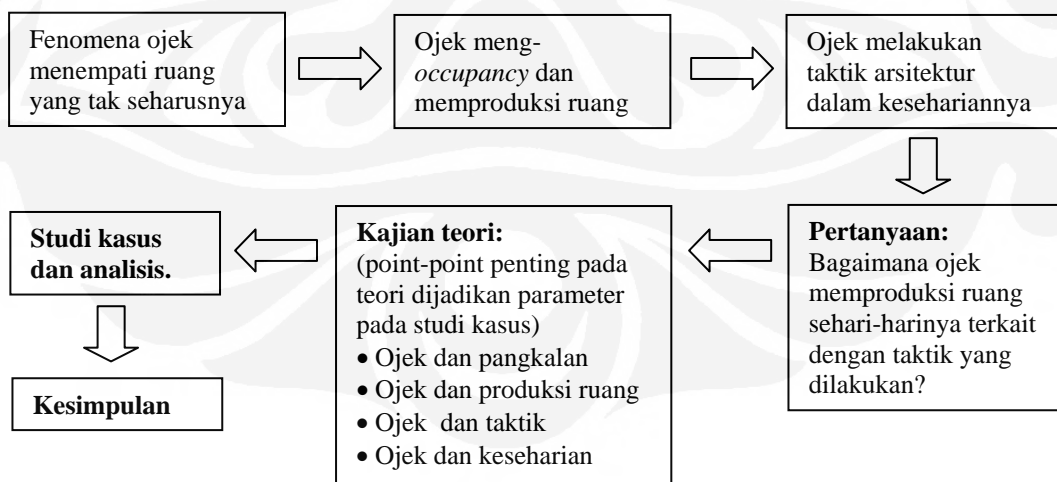 Fenomena ojek
menempati ruang
yang tak seharusnya
Ojek meng-
occupancy dan
memproduksi ruang
Ojek melakukan
taktik arsitektur
dalam kesehariannya
Pertanyaan:
Bagaimana ojek
memproduksi ruang
sehari-harinya terkait
dengan taktik yang
dilakukan?
Kajian teori:
(point-point penting pada
teori dijadikan parameter
pada studi kasus)
• Ojek dan pangkalan
• Ojek dan produksi ruang
• Ojek dan taktik
• Ojek dan keseharian
Studi kasus
dan analisis.
Kesimpulan